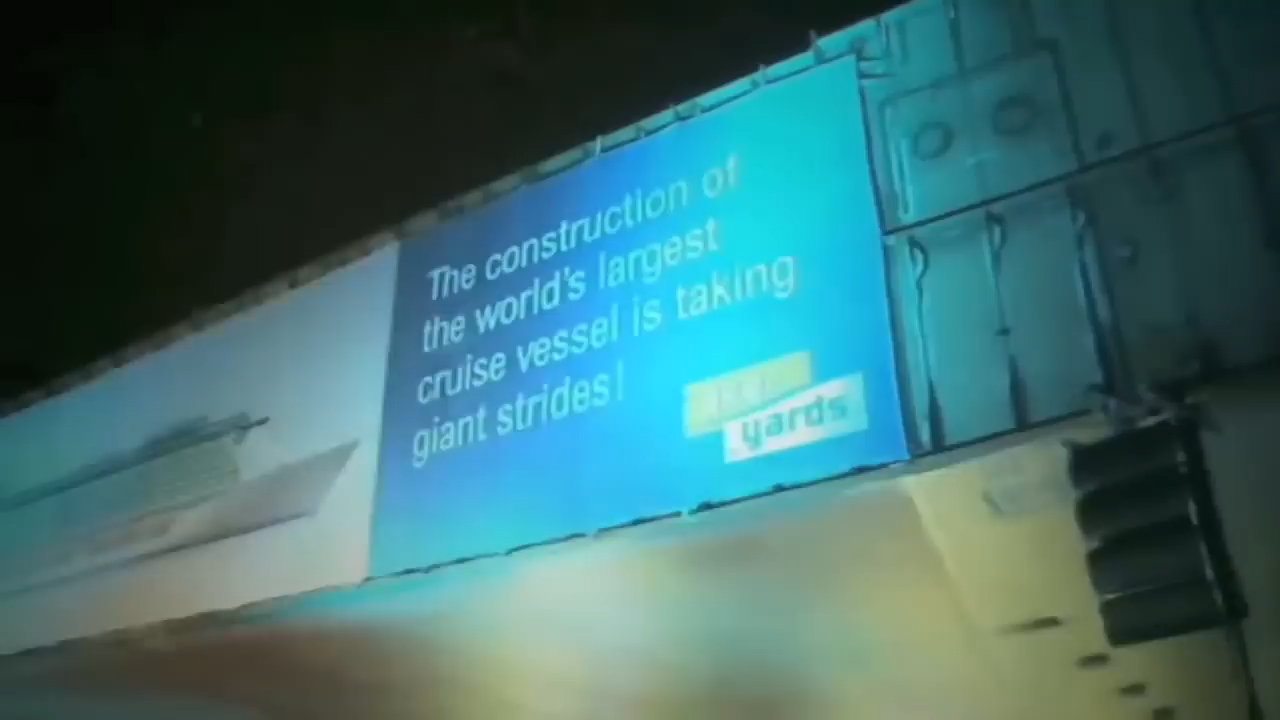 The construction of
the world's largest
cruise vessel is taking
giant strides!
yards